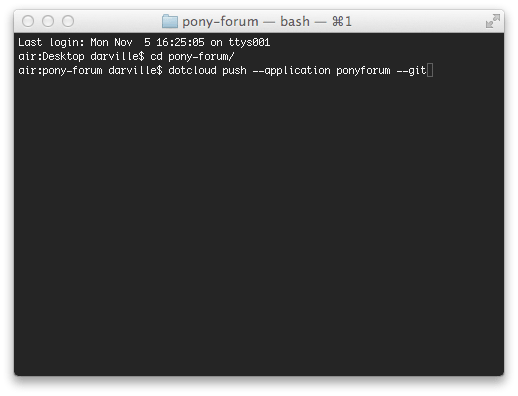 pony-forum — bash — ⌘1
Last login: Mon Nov  5 16:25:05 on ttys001
air:Desktop darville$ cd pony-forum/
air:pony-forum darville$ dotcloud push --application ponyforum --git